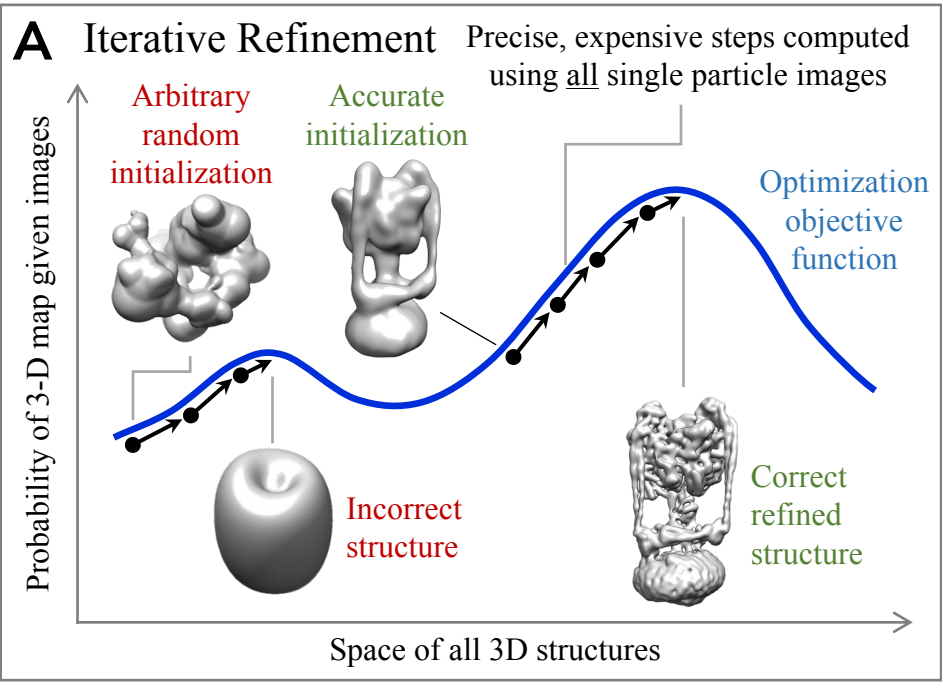 A Iterative Refinement
Precise, expensive steps computed
using all single particle images
Arbitrary
random
initialization
Accurate
initialization
Optimization
objective
function
Probability of 3-D map given images
Incorrect
structure
Correct
refined
structure
Space of all 3D structures